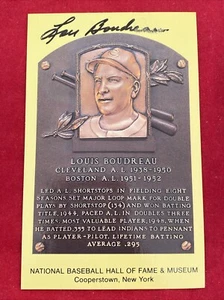 Lou Boudreau
LOUIS BOUDREAU
CLEVELAND A.L. 1938-1950
BOSTON A.L. 1951-1952
LED A.L. SHORTSTOPS IN FIELDING EIGHT
SEASONS. SET MAJOR LOOP MARK FOR DOUBLE
PLAYS BY SHORTSTOP (134) AND WON BATTING
TITLE, 1944. PACED A.L. IN DOUBLES THREE
TIMES. MOST VALUABLE PLAYER, 1948, WHEN
HE BATTED .355 TO LEAD INDIANS TO PENNANT
AS PLAYER-PILOT. LIFETIME BATTING
AVERAGE .295
NATIONAL BASEBALL HALL OF FAME & MUSEUM
Cooperstown, New York